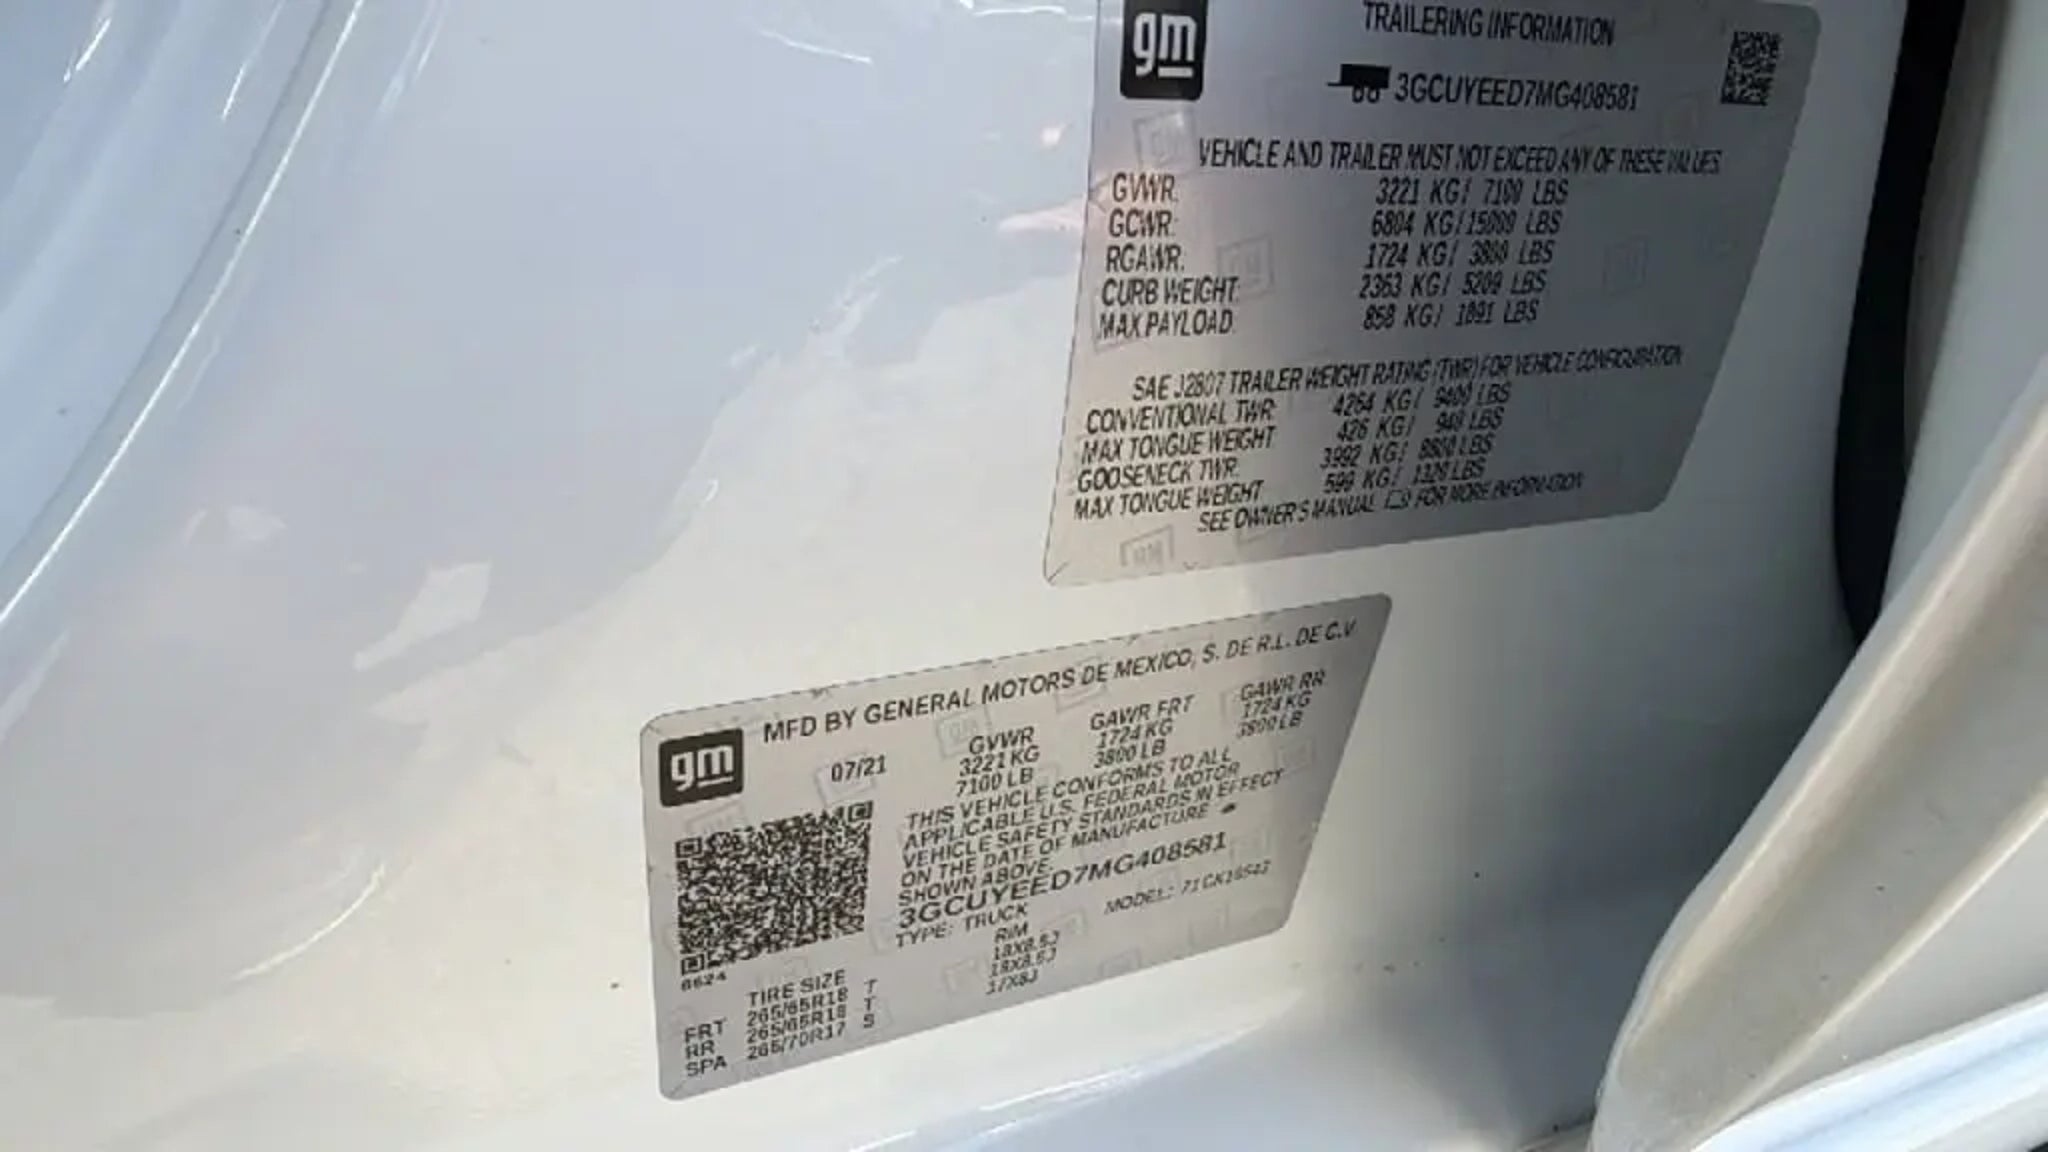 gm
TRAILERING INFORMATION
3GCUYEED7MG408581
VEHICLE AND TRAILER MUST NOT EXCEED ANY OF THESE VALUES.
GVWR: 3221 KG/ 7100 LBS
GCWR: 6804 KG/15000 LBS
RGAWR: 1724 KG/ 3800 LBS
CURB WEIGHT: 2363 KG/ 5209 LBS
MAX PAYLOAD: 858 KG/ 1891 LBS
SAE J2807 TRAILER WEIGHT RATING (TWR) FOR VEHICLE CONFIGURATION
CONVENTIONAL TWR: 4264 KG/ 9400 LBS
MAX TONGUE WEIGHT: 426 KG/ 940 LBS
GOOSENECK TWR: 3992 KG/ 8800 LBS
MAX TONGUE WEIGHT: 599 KG/ 1320 LBS
SEE OWNER'S MANUAL FOR MORE INFORMATION
gm
MFD BY GENERAL MOTORS DE MEXICO, S. DE R.L. DE C.V.
07/21 GVWR GAWR FRT GAWR RR
3221 KG 1724 KG 1724 KG
7100 LB 3800 LB 3800 LB
THIS VEHICLE CONFORMS TO ALL
APPLICABLE U.S. FEDERAL MOTOR
VEHICLE SAFETY STANDARDS IN EFFECT
ON THE DATE OF MANUFACTURE
SHOWN ABOVE.
3GCUYEED7MG408581
TYPE: TRUCK MODEL:
6624
TIRE SIZE RIM
FRT 265/65R18 T 18X8.5J
RR 265/65R18 T 18X8.5J
SPA 265/70R17 S 17X8J